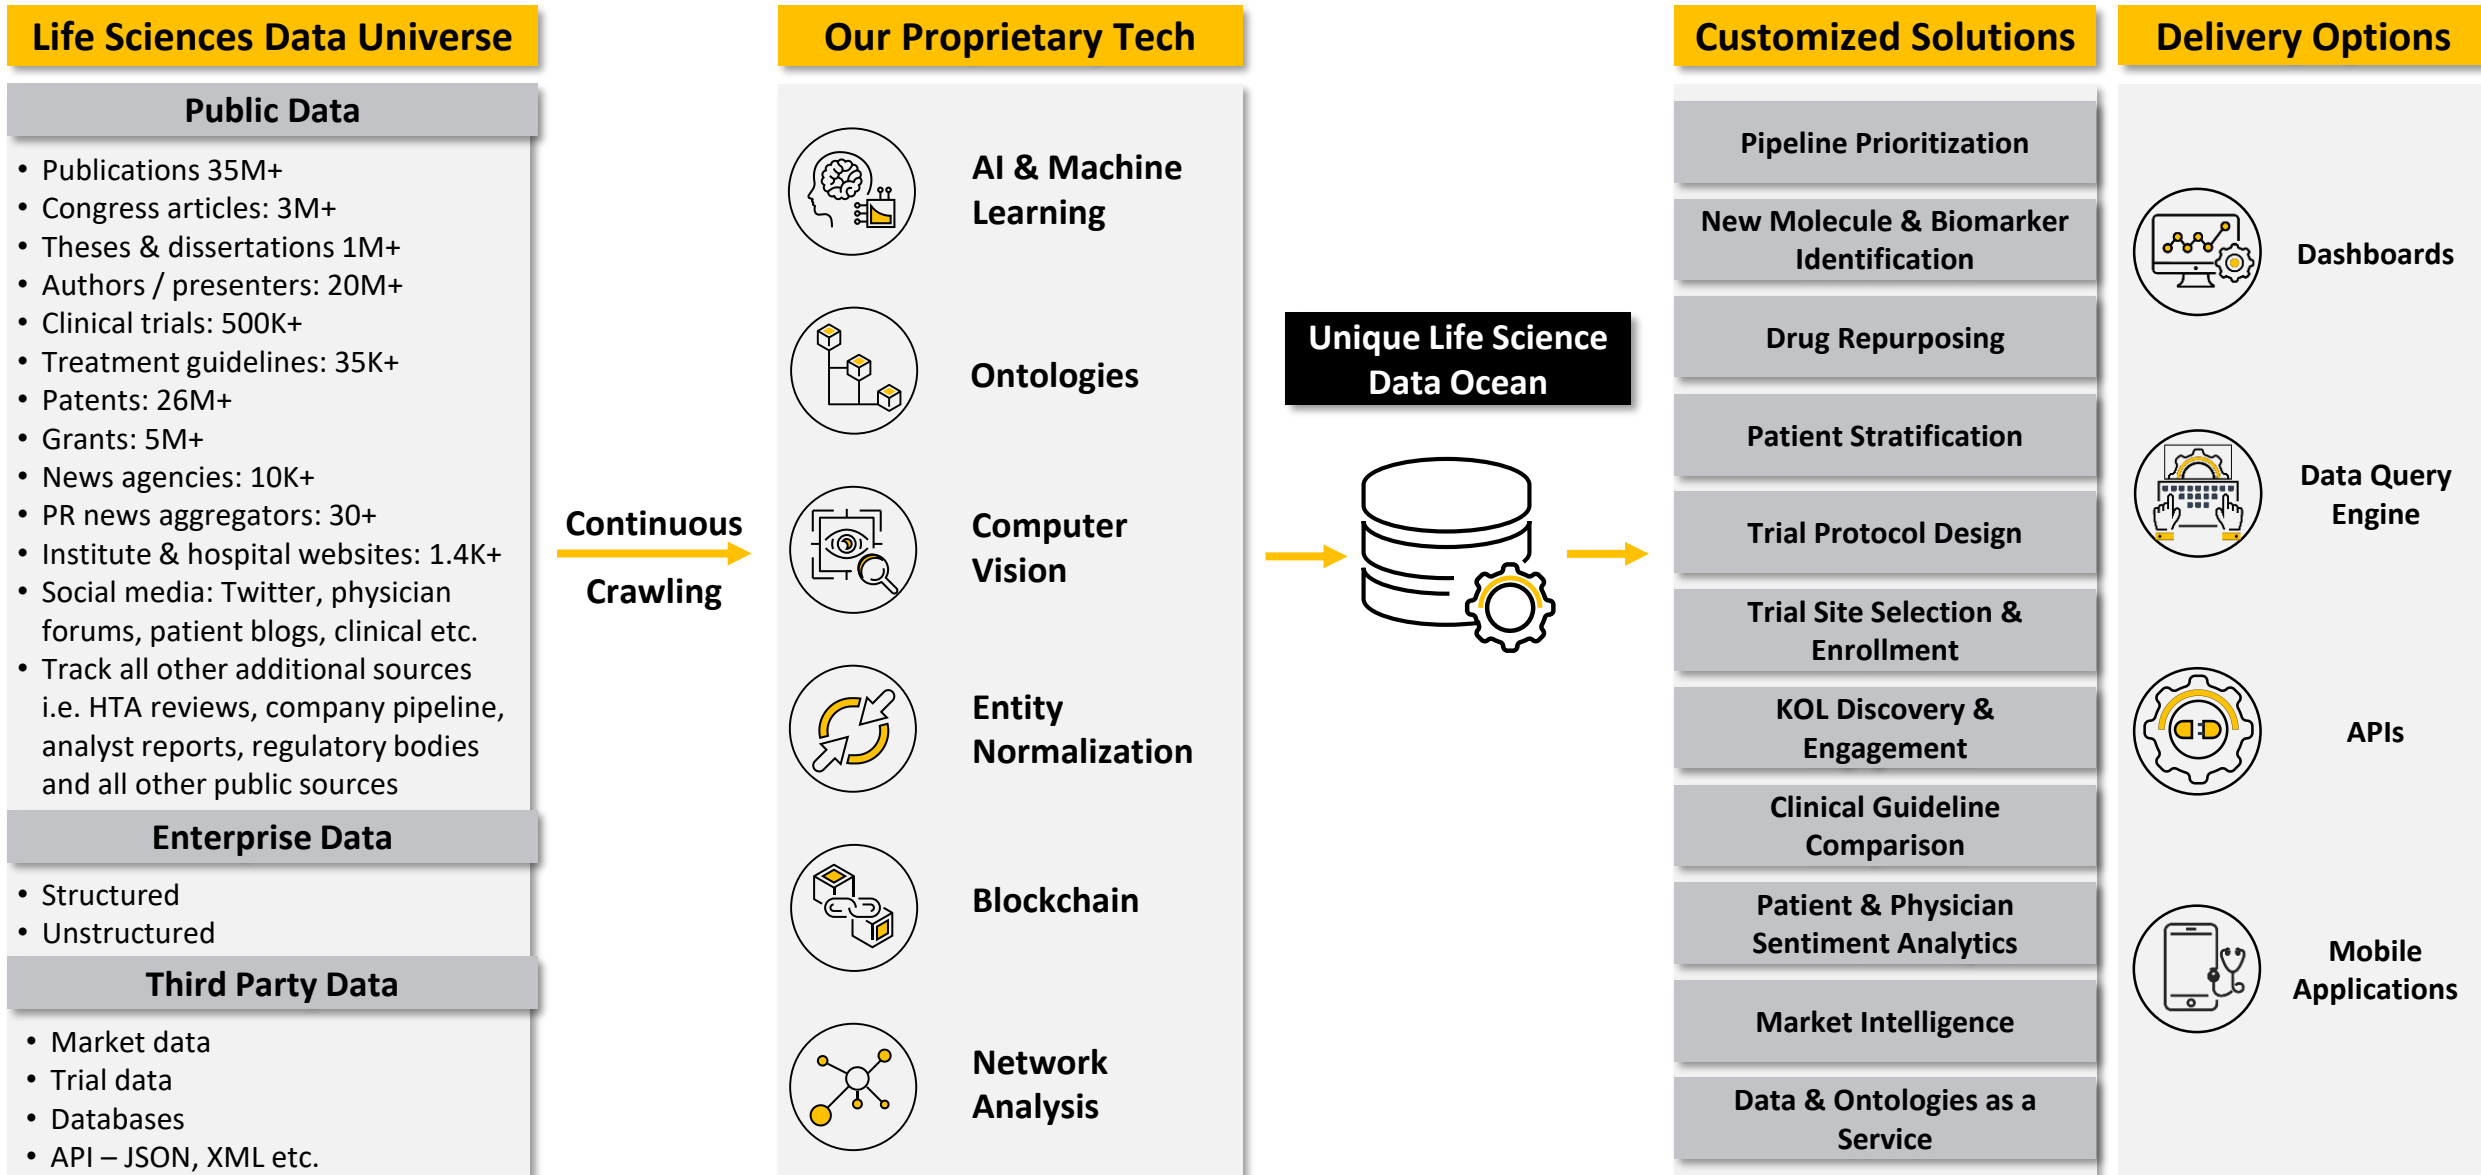 Life Sciences Data Universe
Public Data
• Publications 35M+
• Congress articles: 3M+
• Theses & dissertations 1M+
• Authors / presenters: 20M+
• Clinical trials: 500K+
• Treatment guidelines: 35K+
• Patents: 26M+
• Grants: 5M+
• News agencies: 10K+
• PR news aggregators: 30+
• Institute & hospital websites: 1.4K+
• Social media: Twitter, physician
forums, patient blogs, clinical etc.
• Track all other additional sources
i.e. HTA reviews, company pipeline,
analyst reports, regulatory bodies
and all other public sources
Enterprise Data
• Structured
• Unstructured
Third Party Data
• Market data
• Trial data
• Databases
• API – JSON, XML etc.
Continuous
Crawling
Our Proprietary Tech
AI & Machine
Learning
Ontologies
Computer
Vision
Entity
Normalization
Blockchain
Network
Analysis
Unique Life Science
Data Ocean
Customized Solutions
Pipeline Prioritization
New Molecule & Biomarker
Identification
Drug Repurposing
Patient Stratification
Trial Protocol Design
Trial Site Selection &
Enrollment
KOL Discovery &
Engagement
Clinical Guideline
Comparison
Patient & Physician
Sentiment Analytics
Market Intelligence
Data & Ontologies as a
Service
Delivery Options
Dashboards
Data Query
Engine
APIs
Mobile
Applications